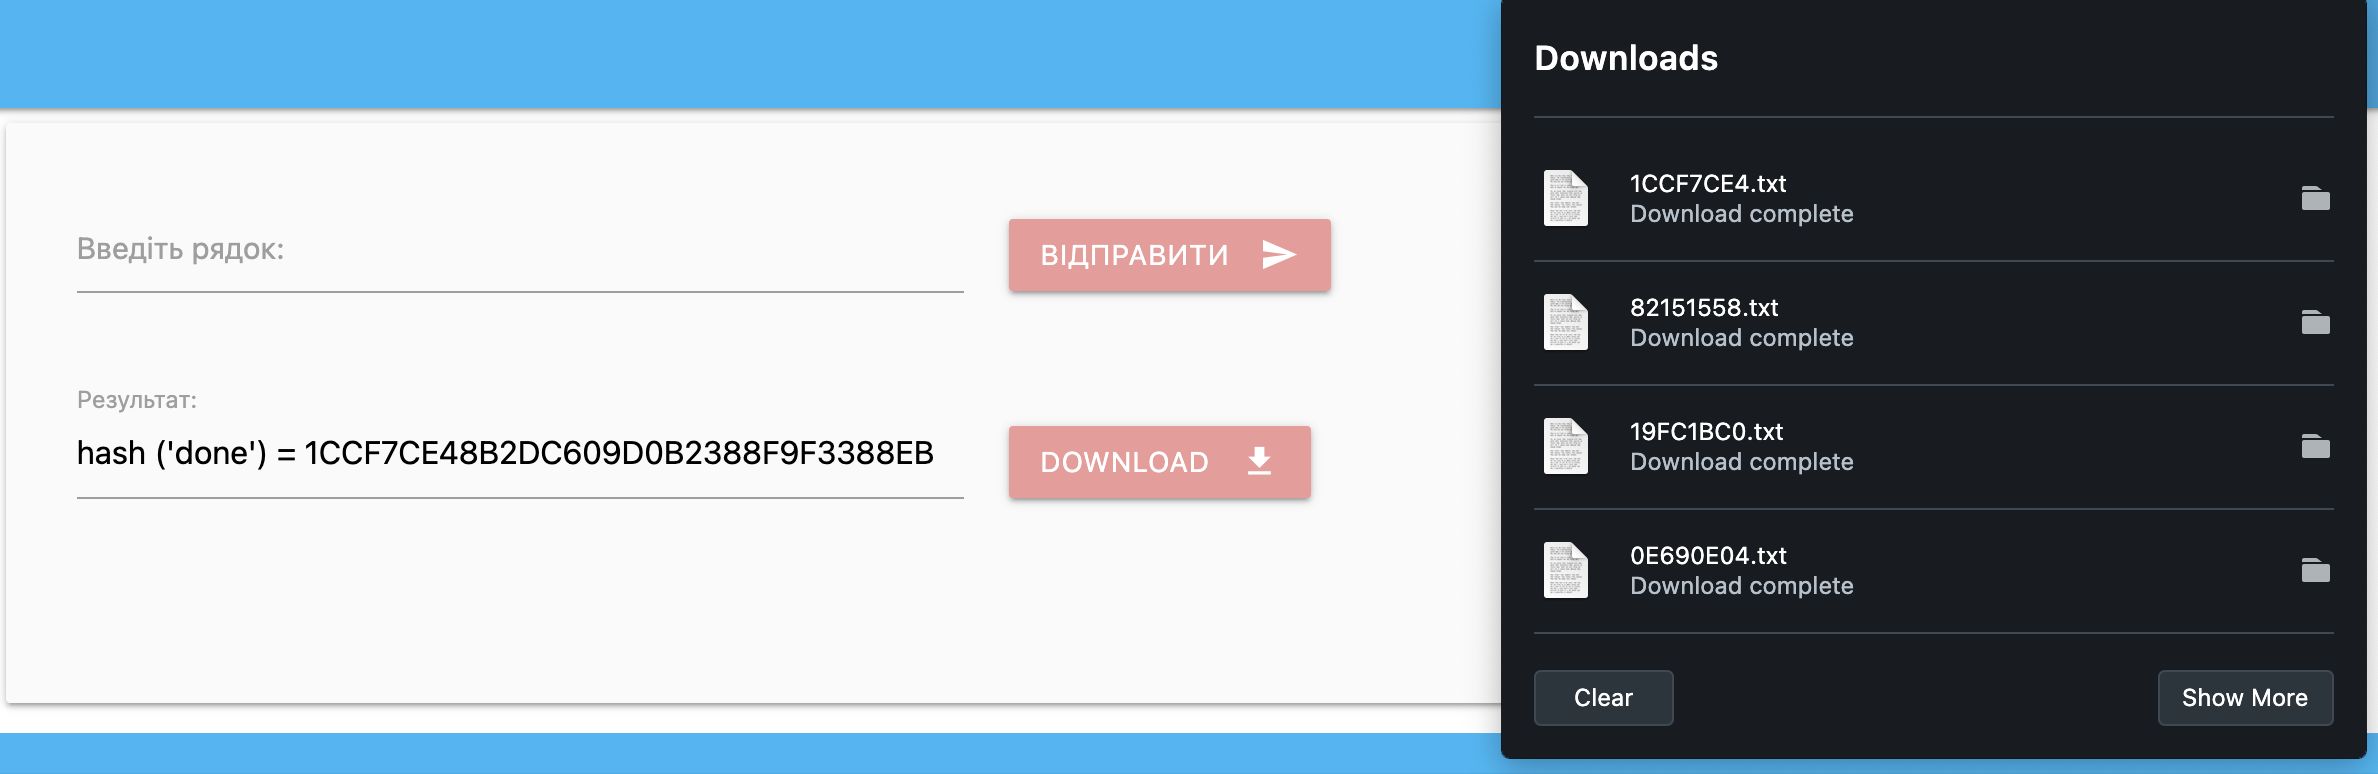 Введіть рядок:
ВІДПРАВИТИ
Результат:
hash ('done') = 1CCF7CE48B2DC609D0B2388F9F3388EB
DOWNLOAD
Downloads
1CCF7CE4.txt
Download complete
82151558.txt
Download complete
19FC1BC0.txt
Download complete
0E690E04.txt
Download complete
Clear
Show More